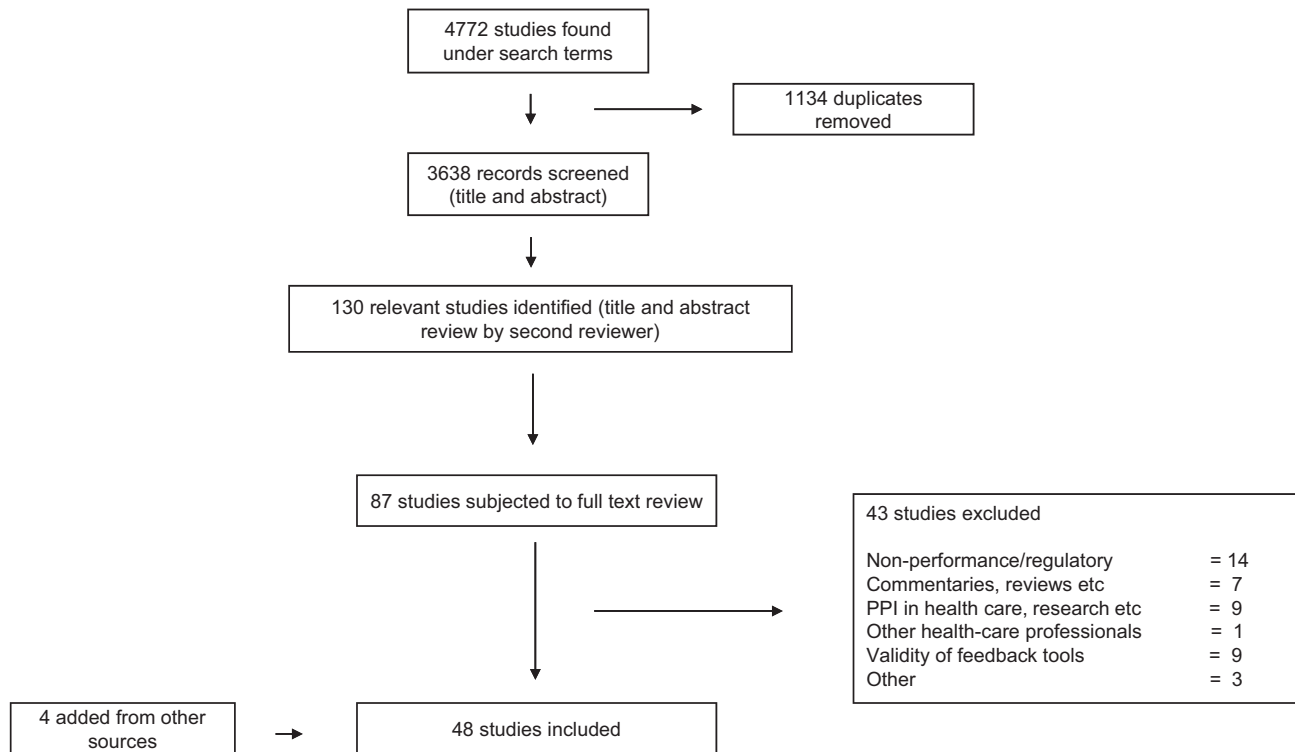 4772 studies found
under search terms
1134 duplicates
removed
3638 records screened
(title and abstract)
130 relevant studies identified (title and abstract
review by second reviewer)
87 studies subjected to full text review
43 studies excluded
Non-performance/regulatory = 14
Commentaries, reviews etc = 7
PPI in health care, research etc = 9
Other health-care professionals = 1
Validity of feedback tools = 9
Other = 3
4 added from other
sources
48 studies included